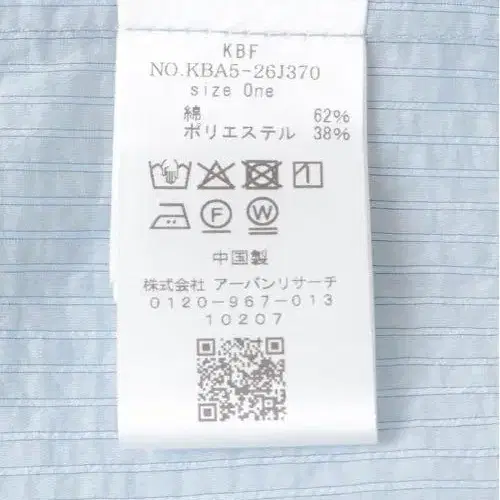 KBF
NO.KBA5-26J370
size One
綿 62%
ポリエステル 38%
F W
中国製
株式会社 アーバンリサーチ
0120-967-013
10207